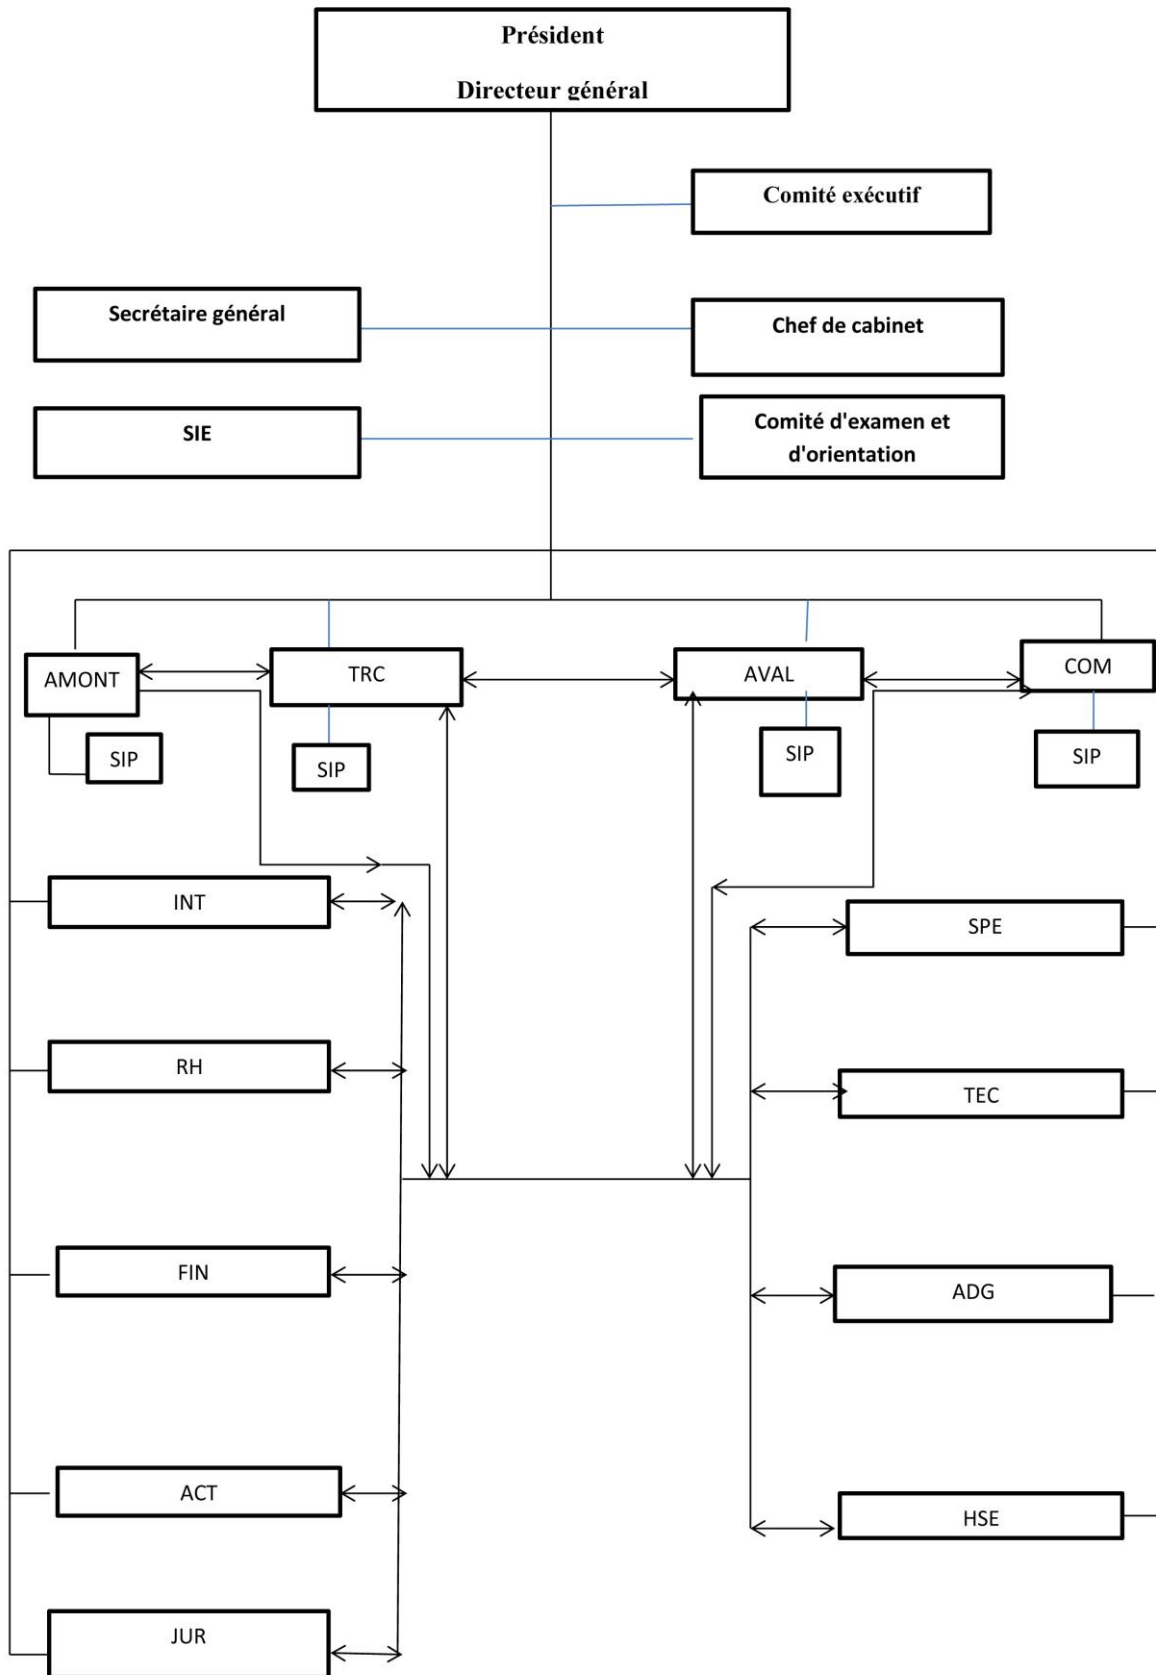 Président
Directeur général
Comité exécutif
Secrétaire général
Chef de cabinet
SIE
Comité d'examen et
d'orientation
AMONT
TRC
AVAL
COM
SIP
SIP
SIP
SIP
INT
SPE
RH
TEC
FIN
ADG
ACT
HSE
JUR